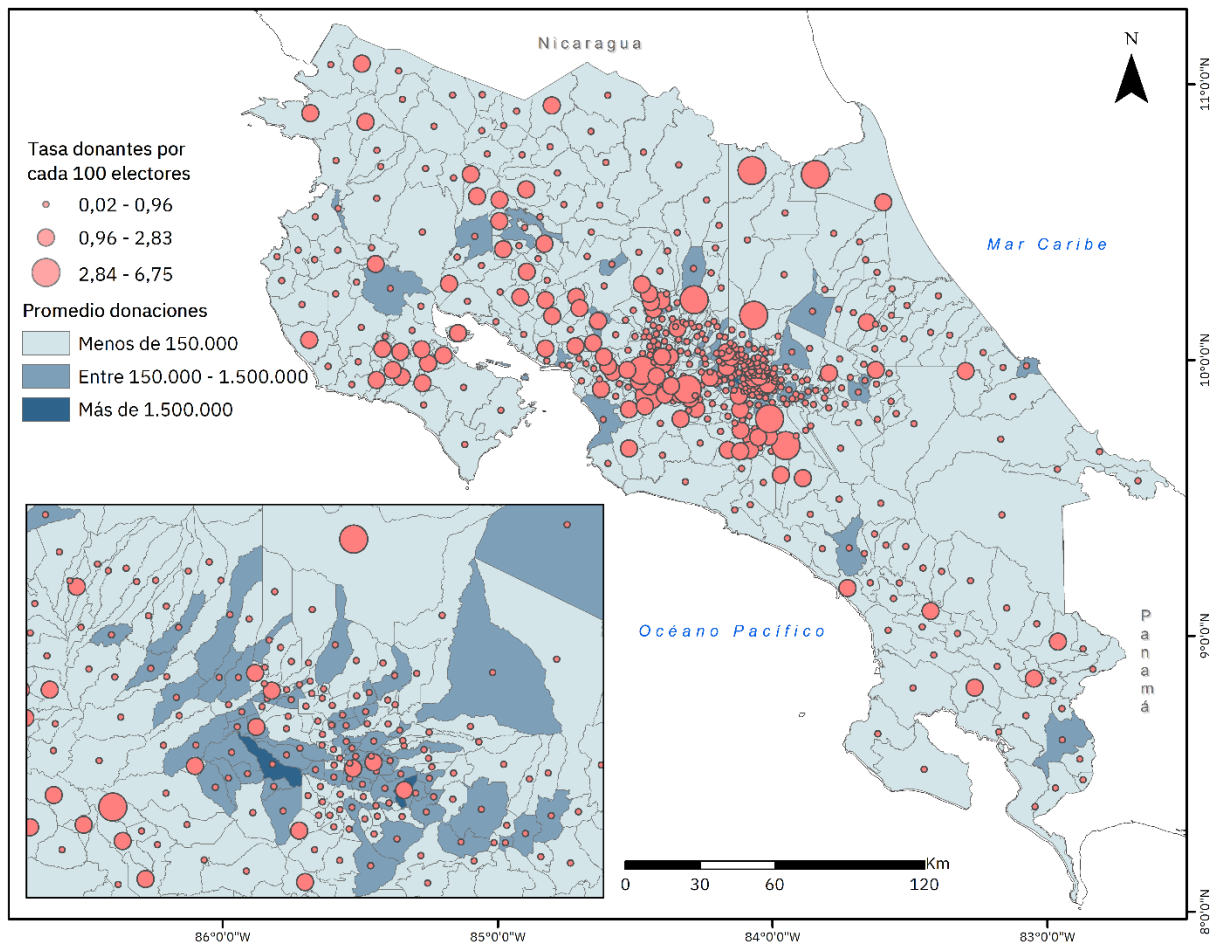 Nicaragua
N
11°0'0"N
Tasa donantes por
cada 100 electores
0,02 - 0,96
0,96 - 2,83
2,84 - 6,75
Promedio donaciones
Menos de 150.000
Entre 150.000 - 1.500.000
Más de 1.500.000
Mar Caribe
10°0'0"N
Océano Pacífico
Panamá
9°0'0"N
Km
0 30 60 120
8°0'0"N
86°0'0"W 85°0'0"W 84°0'0"W 83°0'0"W